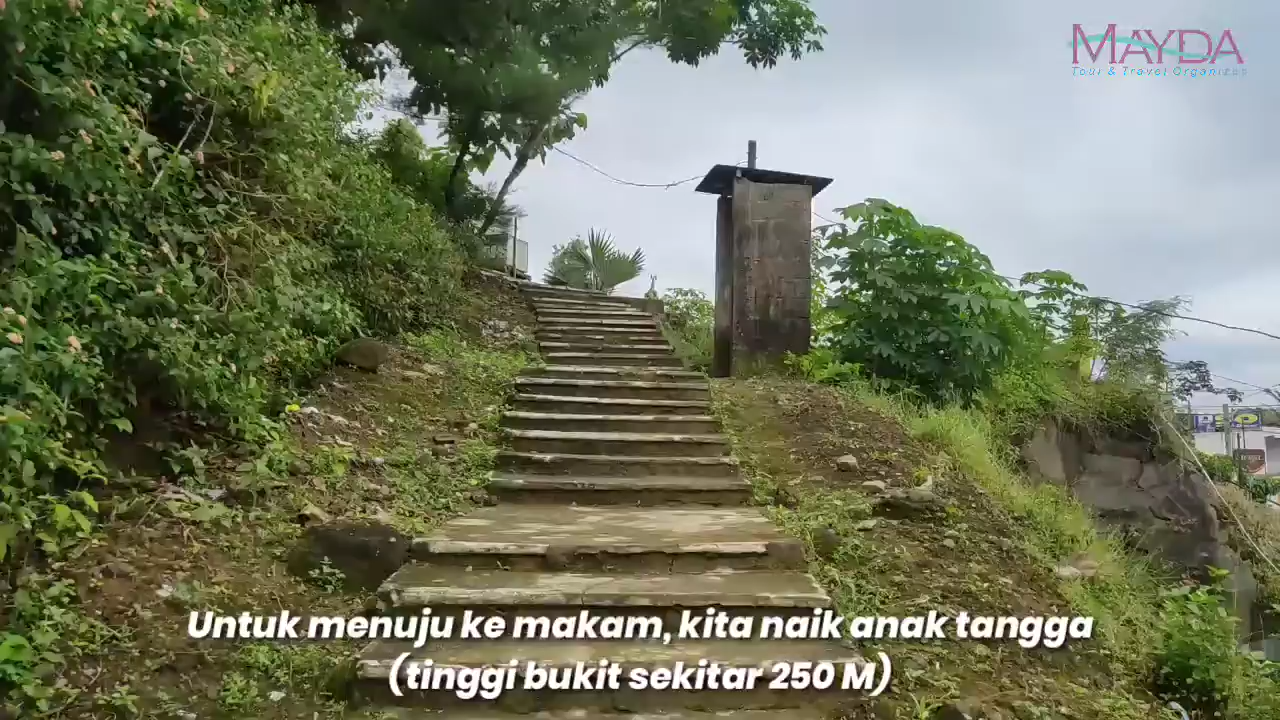 MAYDA
Tour & Travel Organizer
Untuk menuju ke makam, kita naik anak tangga
(tinggi bukit sekitar 250 M)